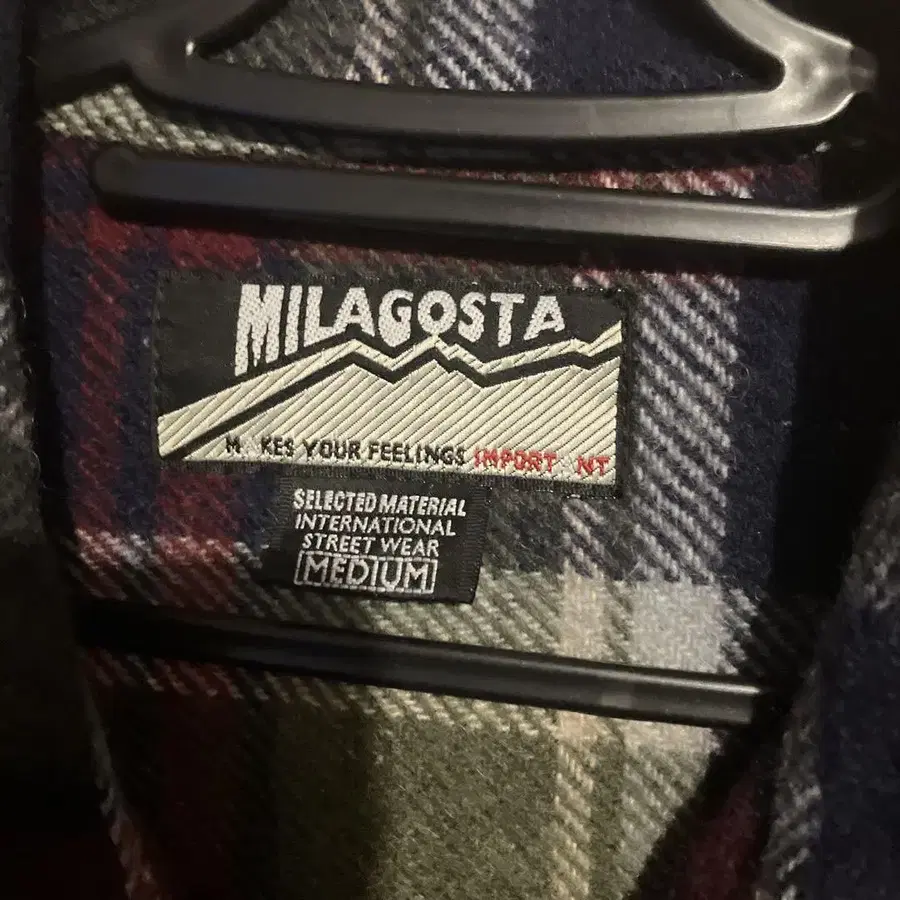 MILAGOSTA
M KES YOUR FEELINGS IMPORT NT
SELECTED MATERIAL
INTERNATIONAL
STREET WEAR
MEDIUM